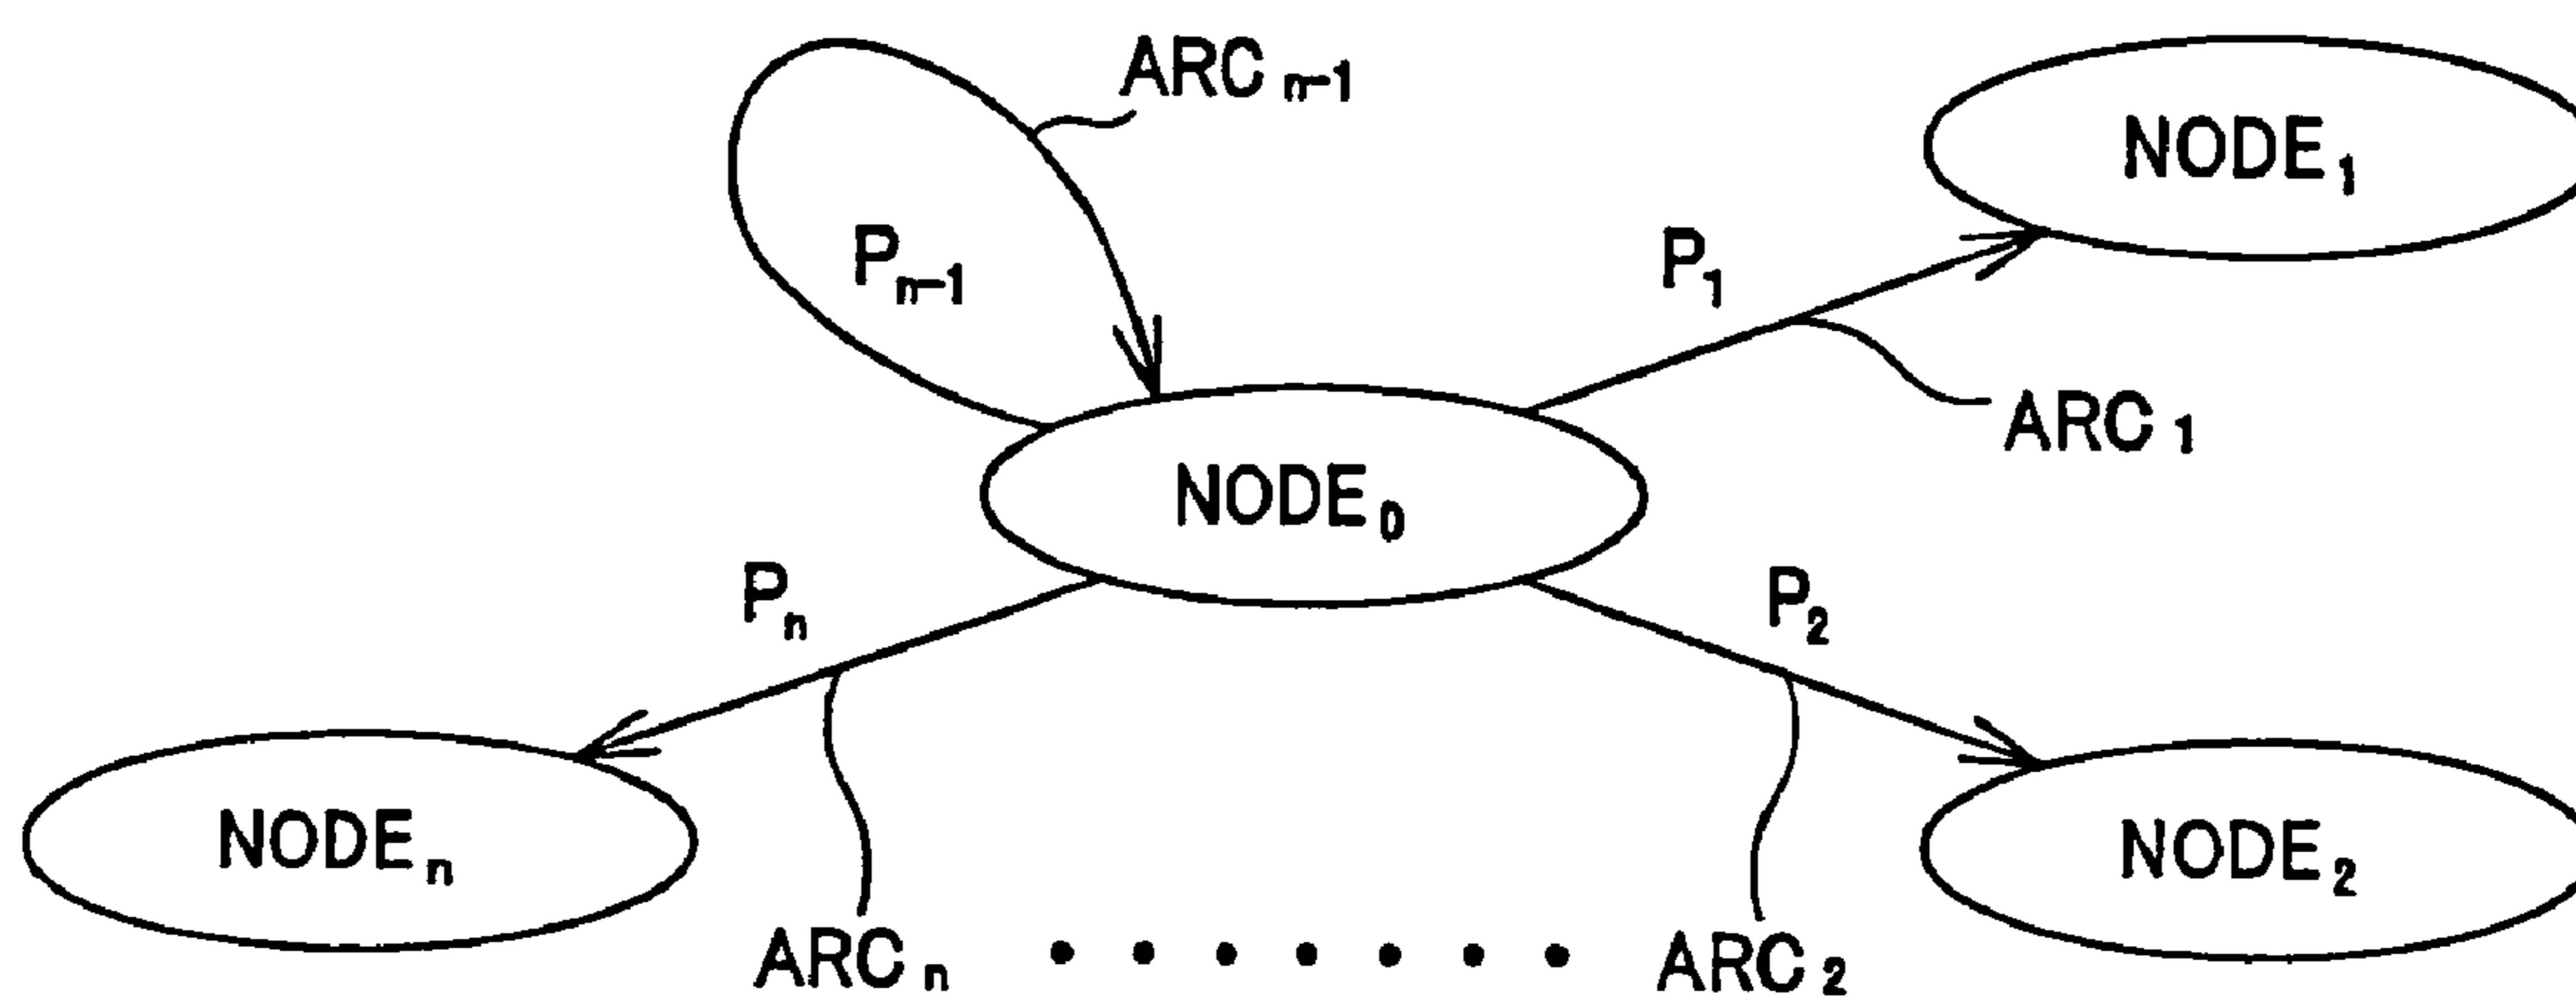 ARC n-1
NODE 1
P n-1
P 1
ARC 1
NODE 0
P n
P 2
NODE n
NODE 2
ARC n ・・・・・・・ ARC 2